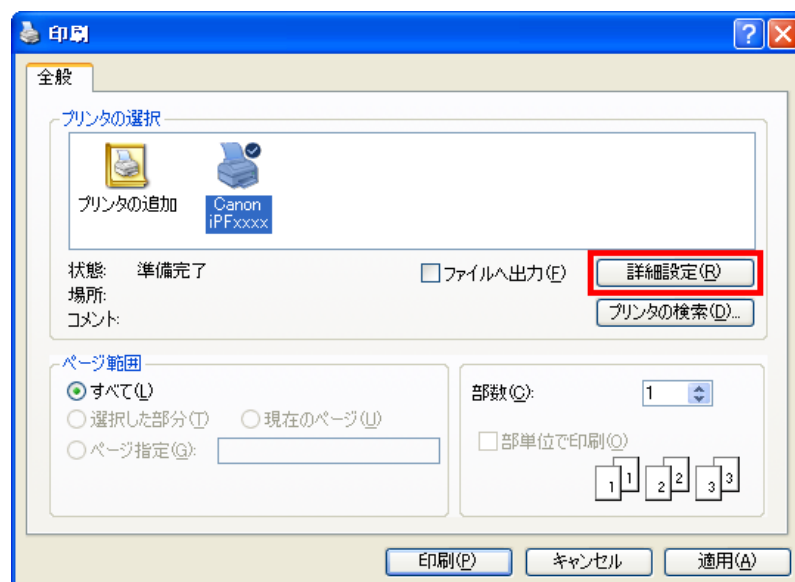 印刷
全般
プリンタの選択
プリンタの追加
Canon
iPFxxxx
状態: 準備完了
場所:
コメント:
ファイルへ出力(F)
詳細設定(R)
プリンタの検索(D)...
ページ範囲
すべて(L)
選択した部分(T) 現在のページ(U)
ページ指定(G):
部数(C): 1
部単位で印刷(O)
1 1 2 2 3 3
印刷(P) キャンセル 適用(A)